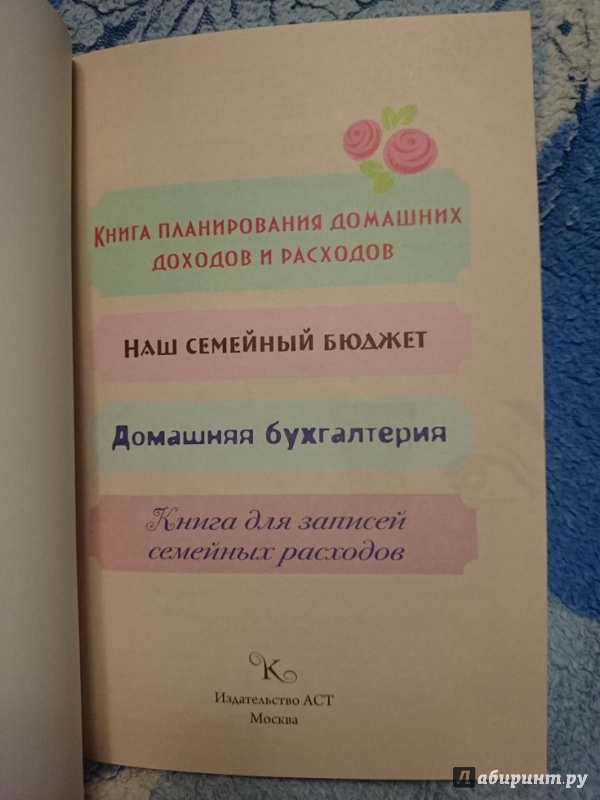 Книга планирования домашних
доходов и расходов
Наш семейный бюджет
Домашняя бухгалтерия
Книга для записей
семейных расходов
К
Издательство АСТ
Москва
Лабиринт.ру